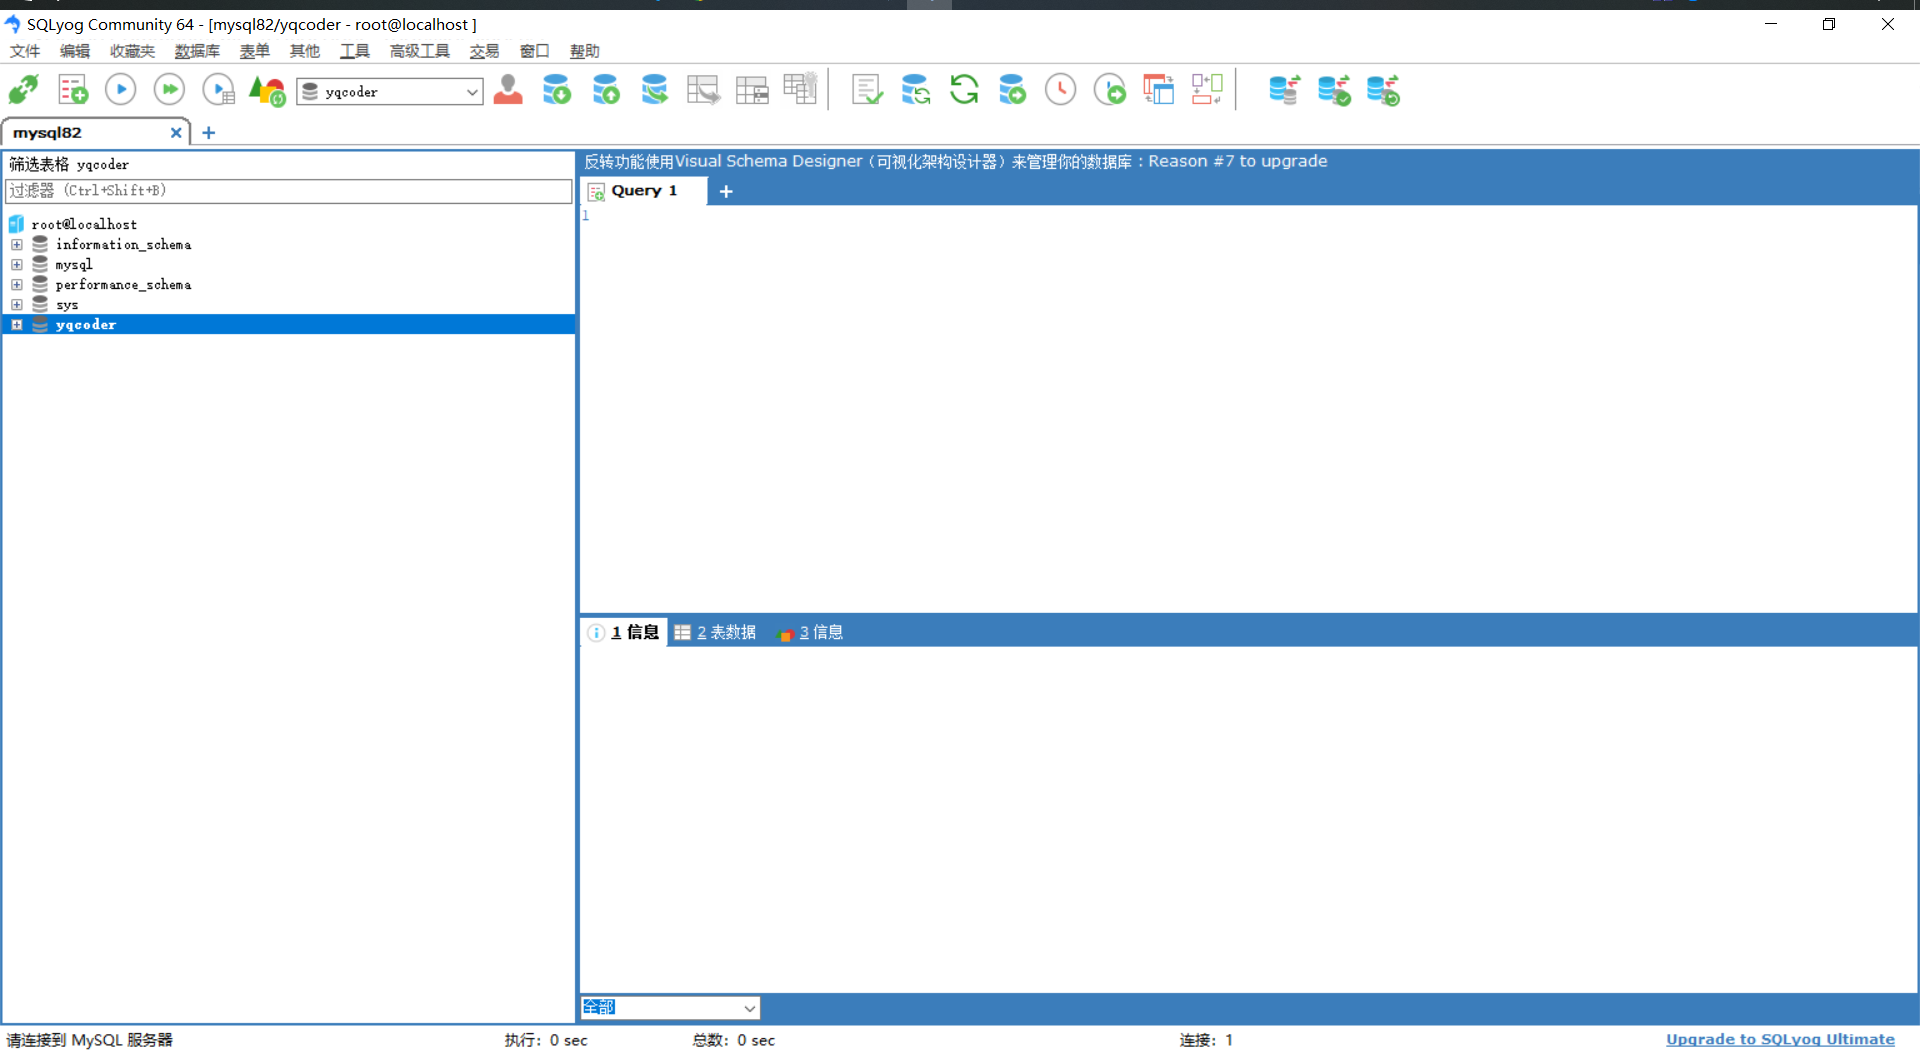 SQLyog Community 64 - [mysql82/yqcoder - root@localhost ]
文件 编辑 收藏夹 数据库 表单 其他 工具 高级工具 交易 窗口 帮助
yqcoder
mysql82
筛选表格 yqcoder
过滤器 (Ctrl+Shift+B)
root@localhost
information_schema
mysql
performance_schema
sys
yqcoder
反转功能使用Visual Schema Designer（可视化架构设计器）来管理你的数据库：Reason #7 to upgrade
Query 1
1
1 信息 2 表数据 3 信息
全部
请连接到 MySQL 服务器 执行: 0 sec 总数: 0 sec 连接: 1 Upgrade to SQLyog Ultimate